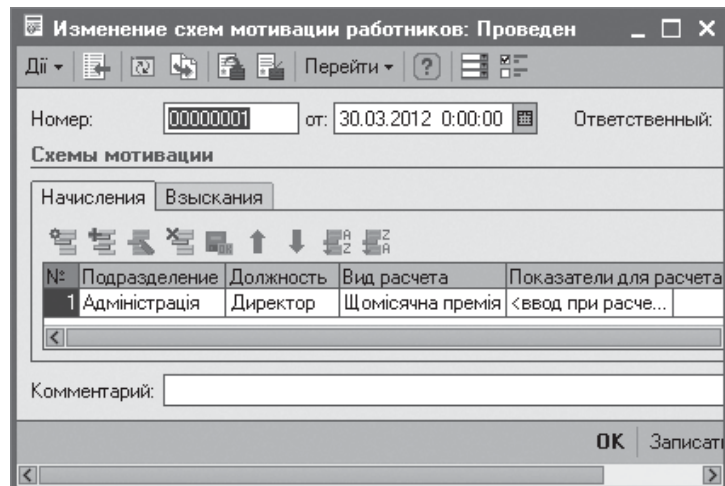 Изменение схем мотивации работников: Проведен
Дії Перейти ?
Номер: 00000001 от: 30.03.2012 0:00:00 Ответственный:
Схемы мотивации
Начисления Взыскания
№ Подразделение Должность Вид расчета Показатели для расчета
1 Адміністрація Директор Щомісячна премія <ввод при расче...
Комментарий:
OK Записат